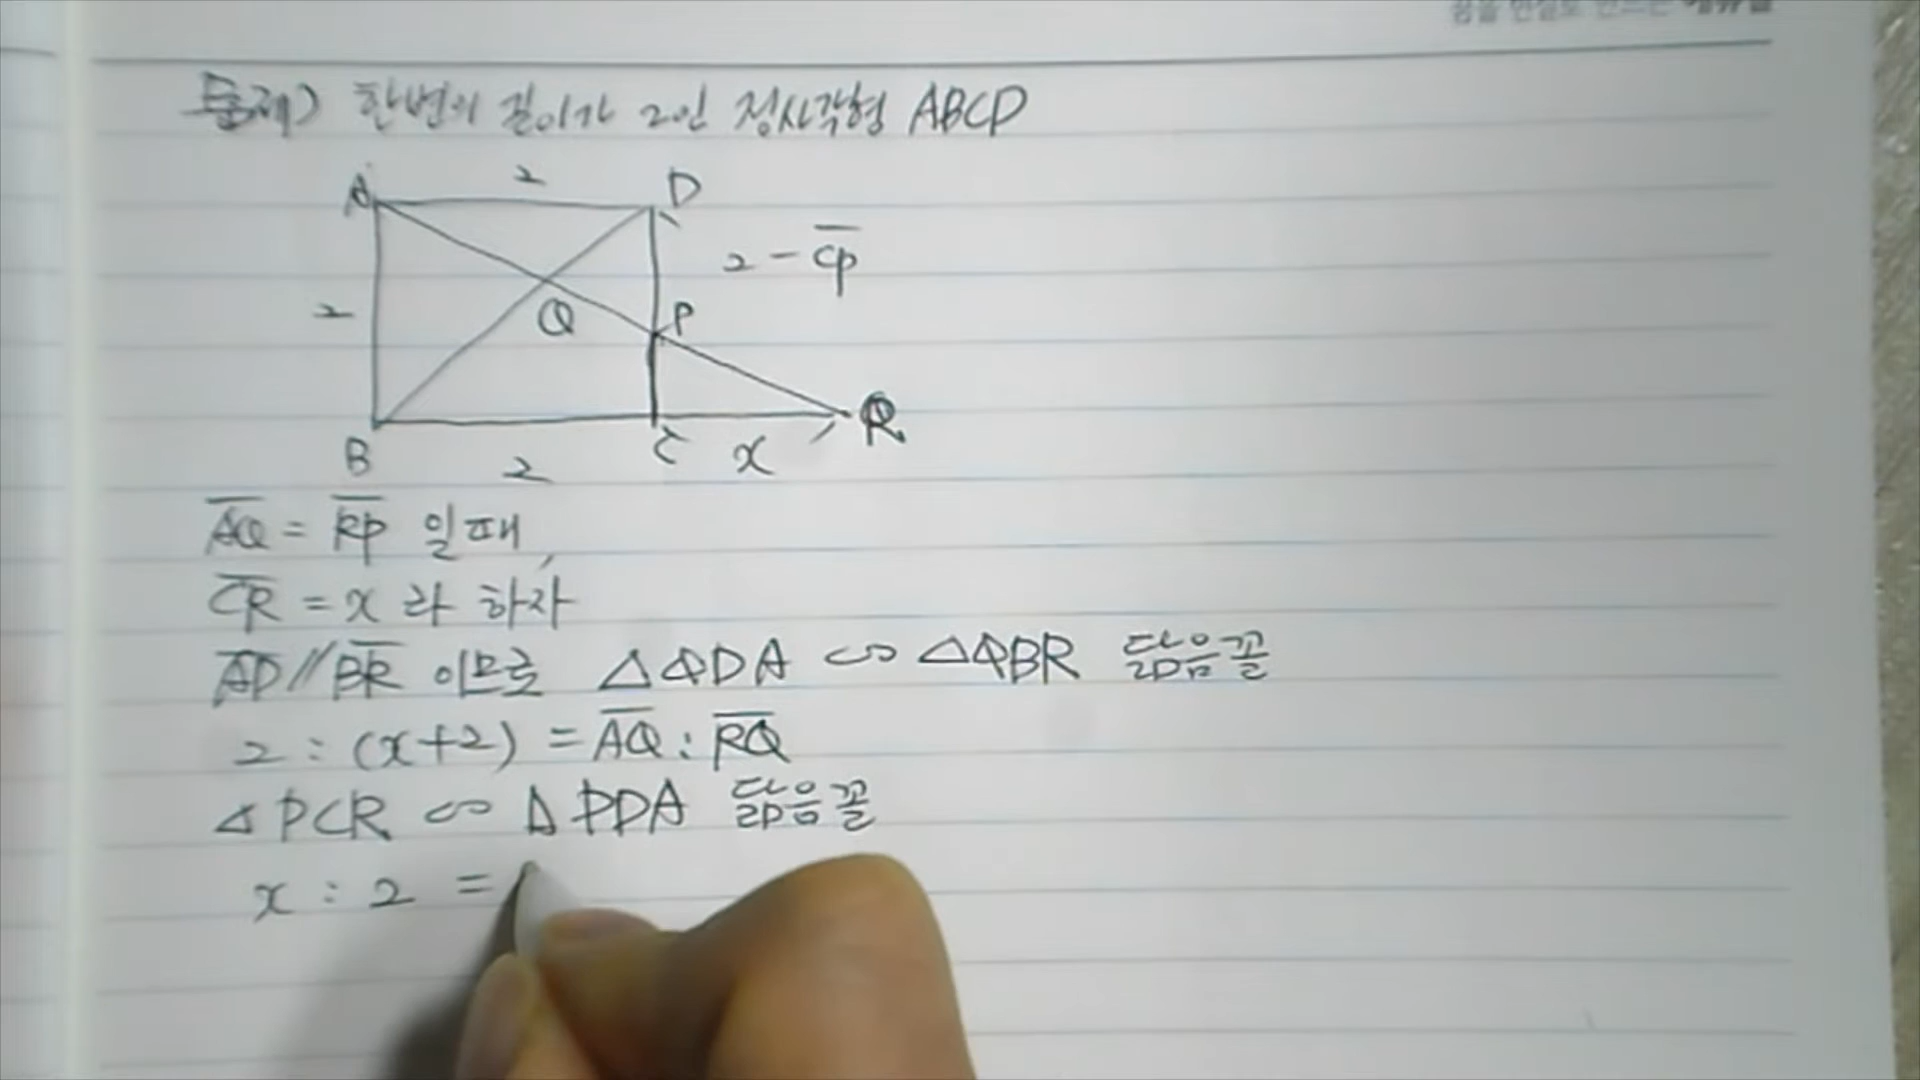 문제) 한변의 길이가 2인 정사각형 ABCD
A 2 D
2 - CP
2 Q P
R
B 2 C x
AQ = RP 일때,
CR = x 라 하자
AD // BR 이므로 △QDA ∽ △QBR 닮음꼴
2 : (x+2) = AQ : RQ
△PCR ∽ △PDA 닮음꼴
x : 2 =